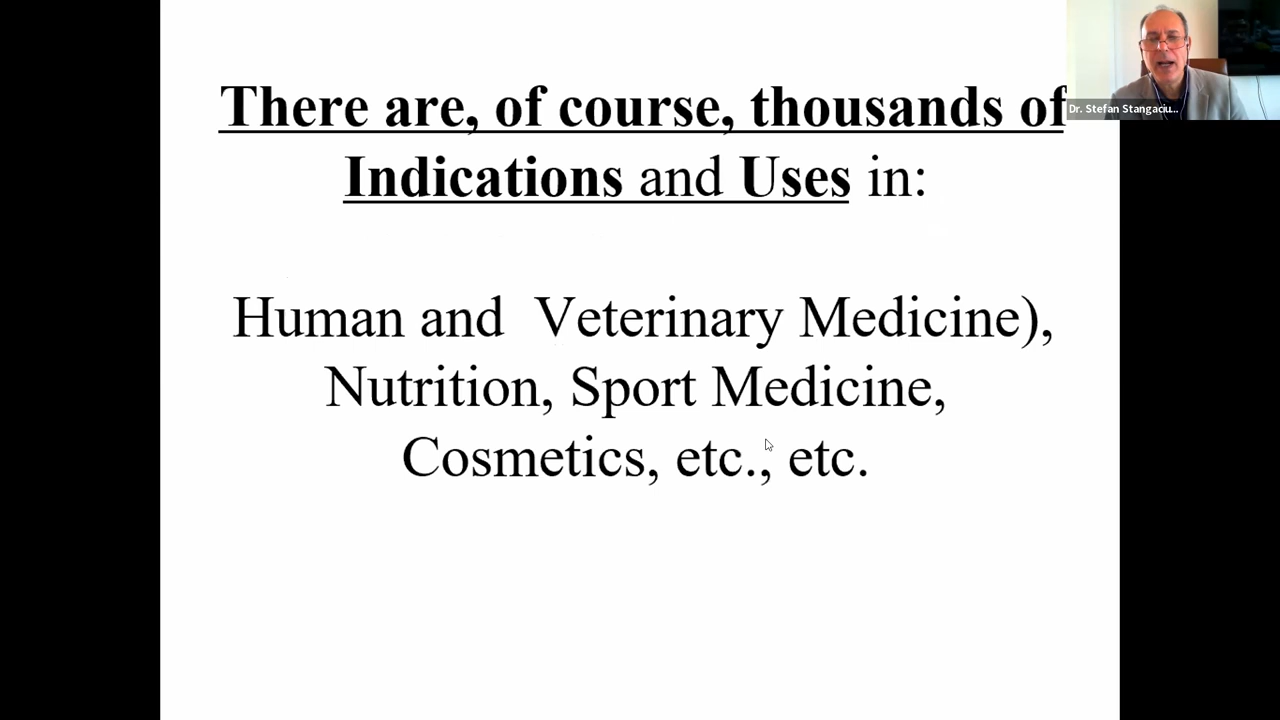 There are, of course, thousands of
Indications and Uses in:
Human and  Veterinary Medicine),
Nutrition, Sport Medicine,
Cosmetics, etc., etc.
Dr. Stefan Stangaciu...